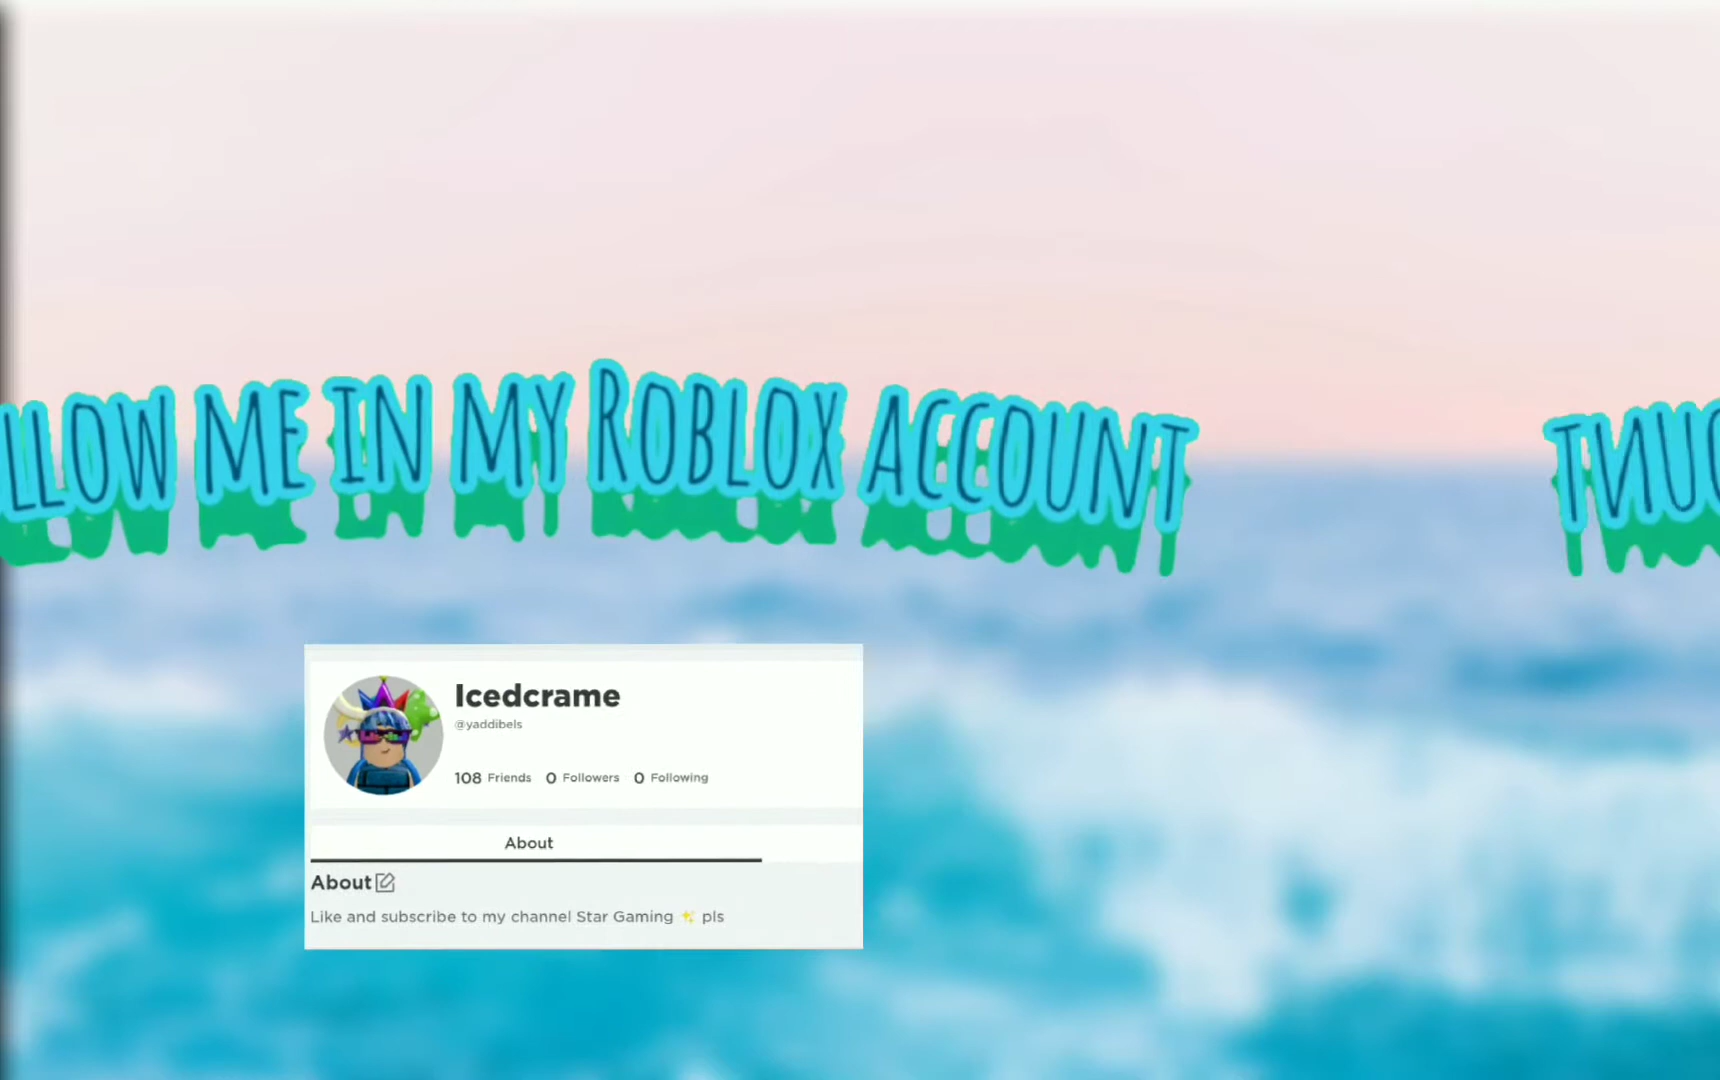 LLOW ME IN MY ROBLOX ACCOUNT
Icedcrame
@yaddibels
108 Friends 0 Followers 0 Following
About
About
Like and subscribe to my channel Star Gaming ✨ pls